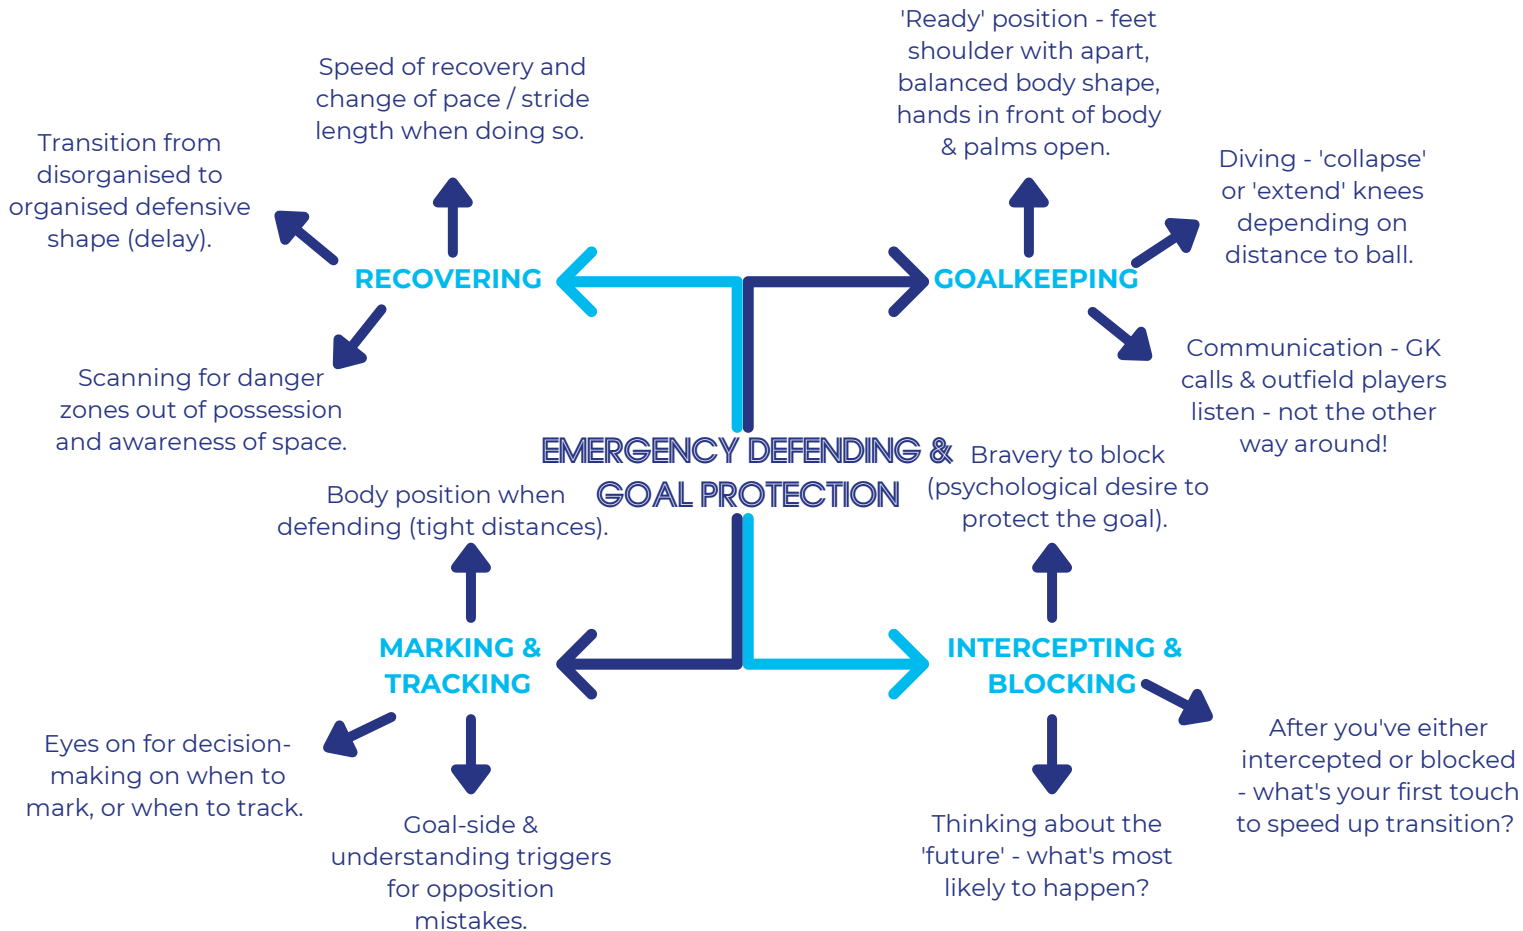 'Ready' position - feet
shoulder with apart,
balanced body shape,
hands in front of body
& palms open.
Speed of recovery and
change of pace / stride
length when doing so.
Transition from
disorganised to
organised defensive
shape (delay).
Diving - 'collapse'
or 'extend' knees
depending on
distance to ball.
RECOVERING
GOALKEEPING
Scanning for danger
zones out of possession
and awareness of space.
Communication - GK
calls & outfield players
listen - not the other
way around!
EMERGENCY DEFENDING &
GOAL PROTECTION
Body position when
defending (tight distances).
Bravery to block
(psychological desire to
protect the goal).
MARKING &
TRACKING
INTERCEPTING &
BLOCKING
Eyes on for decision-
making on when to
mark, or when to track.
Goal-side &
understanding triggers
for opposition
mistakes.
Thinking about the
'future' - what's most
likely to happen?
After you've either
intercepted or blocked
- what's your first touch
to speed up transition?